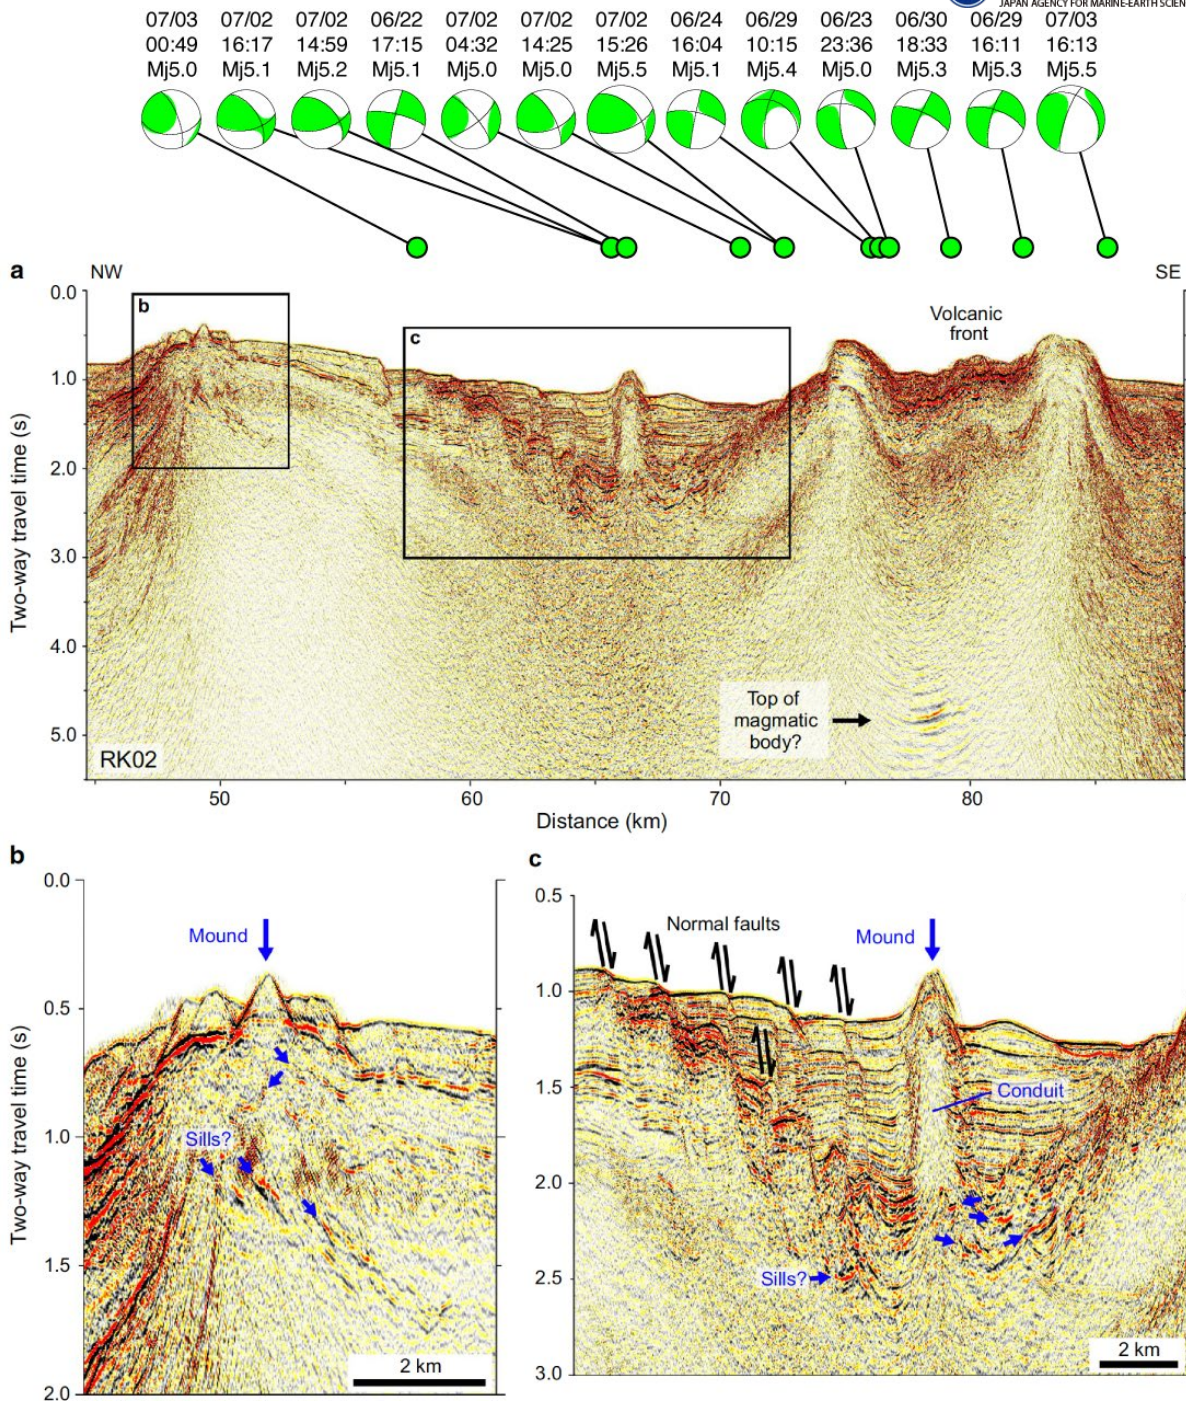 JAPAN AGENCY FOR MARINE-EARTH SCIEN
07/03 07/02 07/02 06/22 07/02 07/02 07/02 06/24 06/29 06/23 06/30 06/29 07/03
00:49 16:17 14:59 17:15 04:32 14:25 15:26 16:04 10:15 23:36 18:33 16:11 16:13
Mj5.0 Mj5.1 Mj5.2 Mj5.1 Mj5.0 Mj5.0 Mj5.5 Mj5.1 Mj5.4 Mj5.0 Mj5.3 Mj5.3 Mj5.5
a
NW
SE
0.0
1.0
2.0
3.0
4.0
5.0
Two-way travel time (s)
b
c
Volcanic
front
Top of
magmatic
body?
RK02
50 60 70 80
Distance (km)
b
0.0
0.5
1.0
1.5
2.0
Two-way travel time (s)
Mound
Sills?
2 km
c
0.5
1.0
1.5
2.0
2.5
3.0
Normal faults
Mound
Conduit
Sills?
2 km